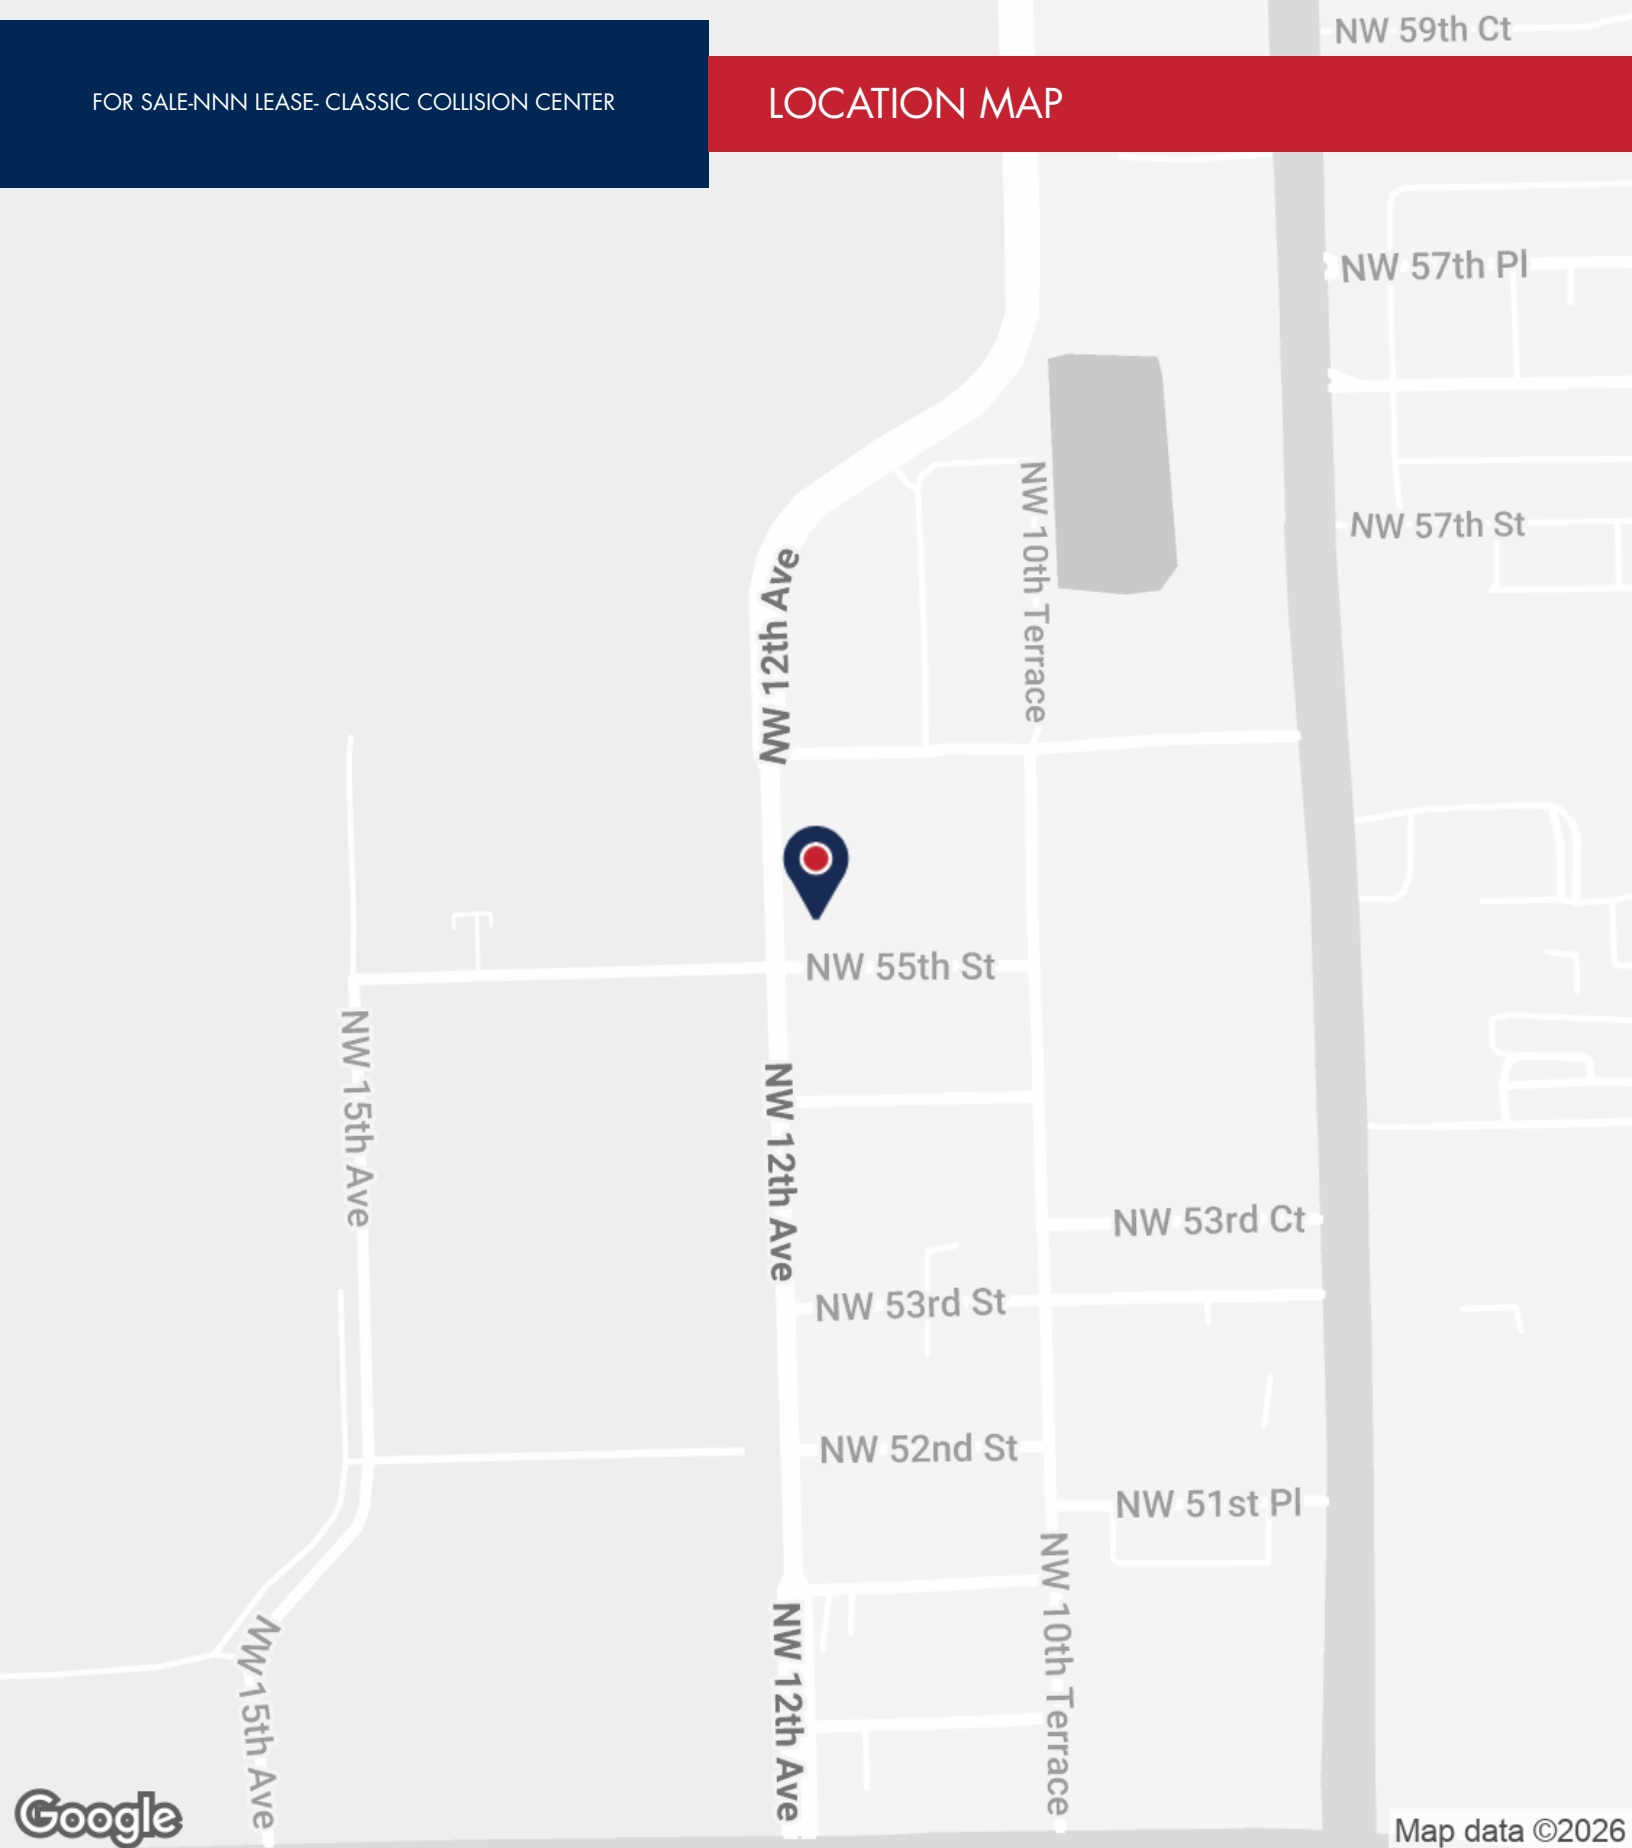 NW 59th Ct
FOR SALE-NNN LEASE- CLASSIC COLLISION CENTER
LOCATION MAP
NW 57th Pl
NW 10th Terrace
NW 57th St
NW 12th Ave
NW 55th St
NW 15th Ave
NW 12th Ave
NW 53rd Ct
NW 53rd St
NW 52nd St
NW 51st Pl
NW 10th Terrace
NW 12th Ave
NW 15th Ave
Google
Map data ©2026